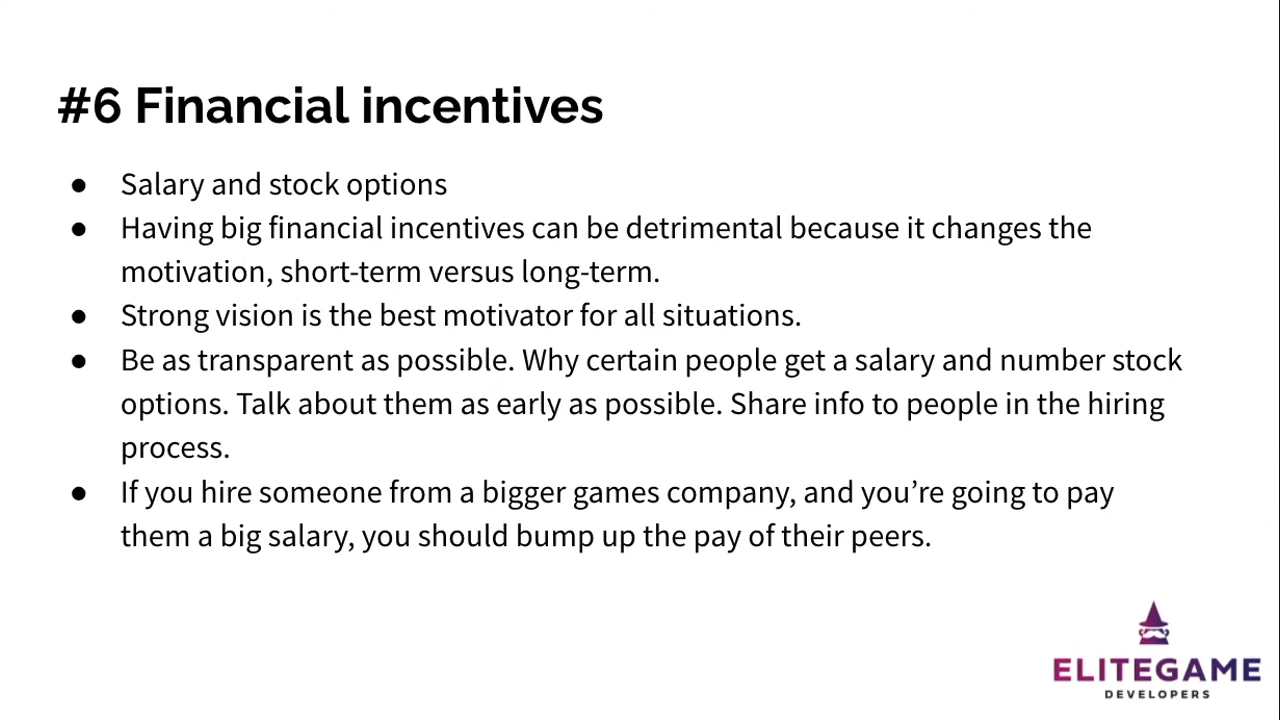 #6 Financial incentives
● Salary and stock options
● Having big financial incentives can be detrimental because it changes the
motivation, short-term versus long-term.
● Strong vision is the best motivator for all situations.
● Be as transparent as possible. Why certain people get a salary and number stock
options. Talk about them as early as possible. Share info to people in the hiring
process.
● If you hire someone from a bigger games company, and you’re going to pay
them a big salary, you should bump up the pay of their peers.
ELITEGAME
DEVELOPERS